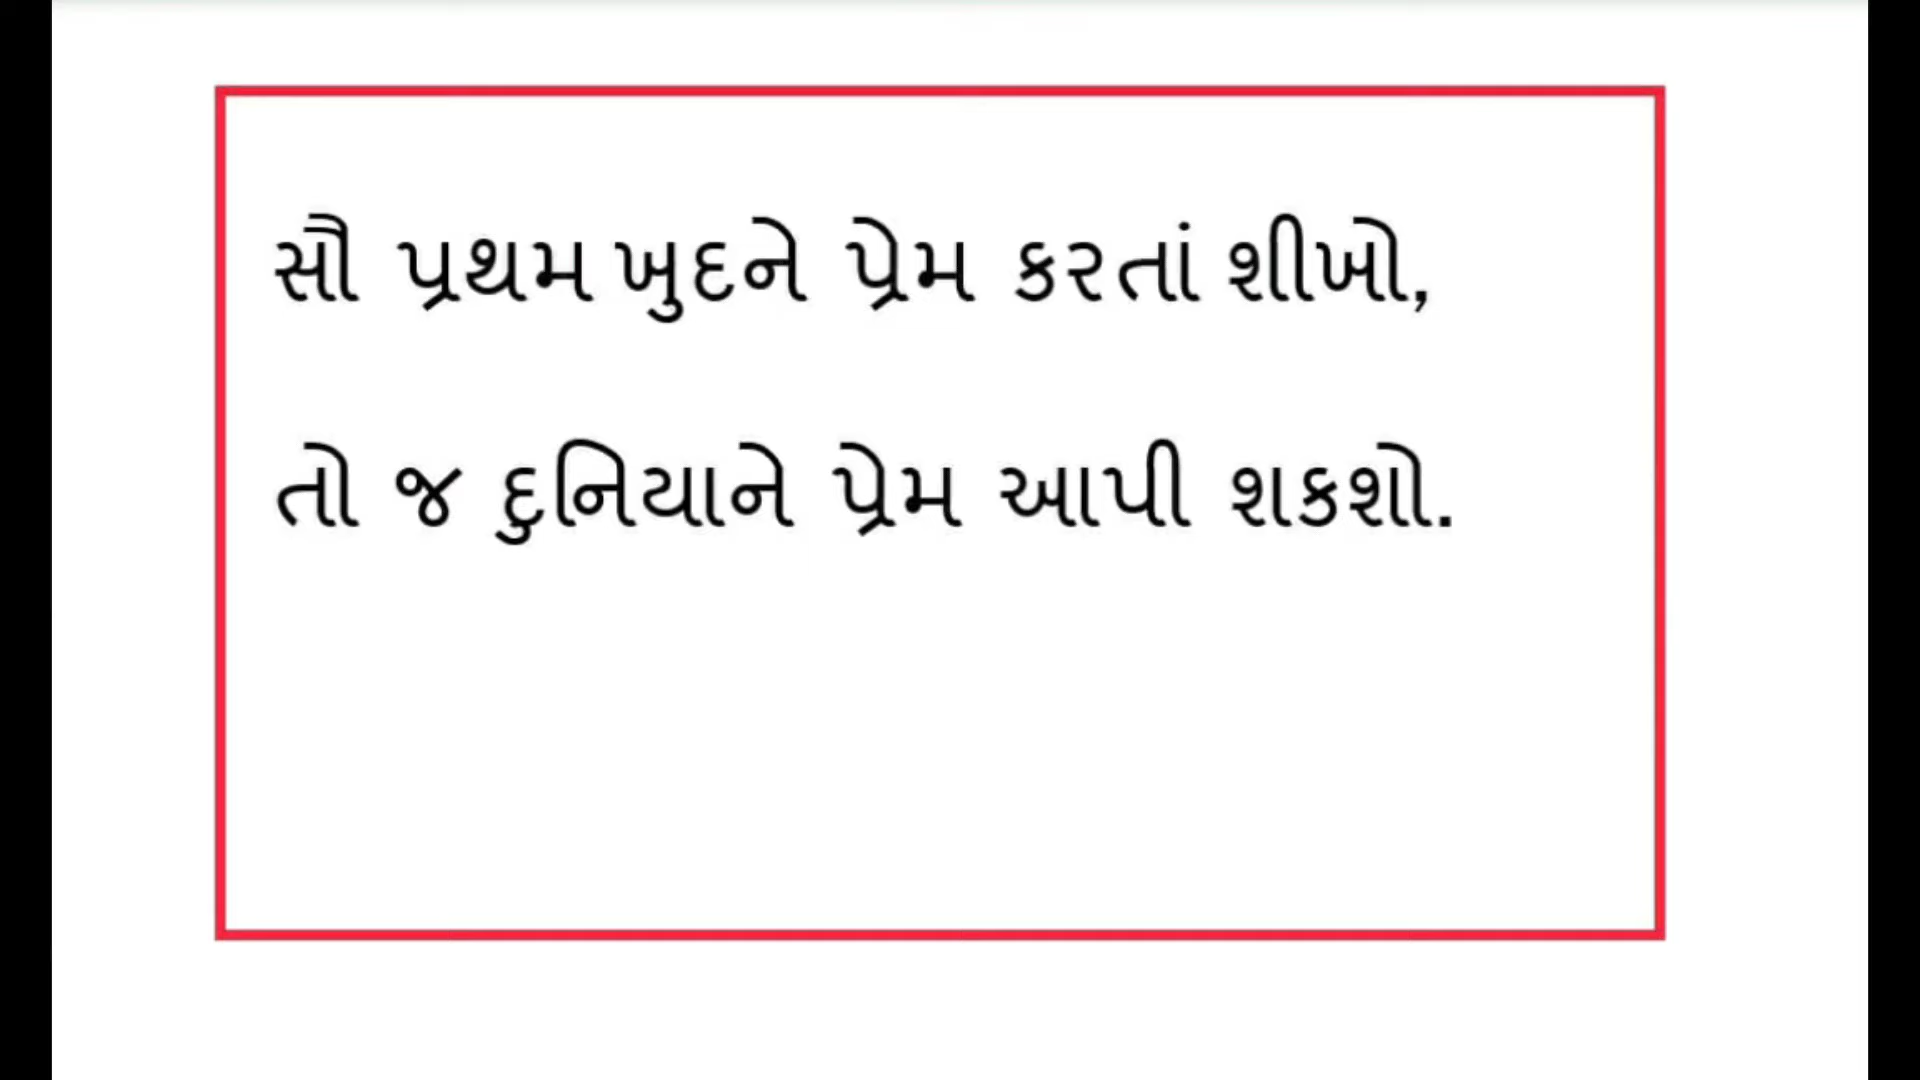 સૌ પ્રથમ ખુદને પ્રેમ કરતાં શીખો,
તો જ દુનિયાને પ્રેમ આપી શકશો.